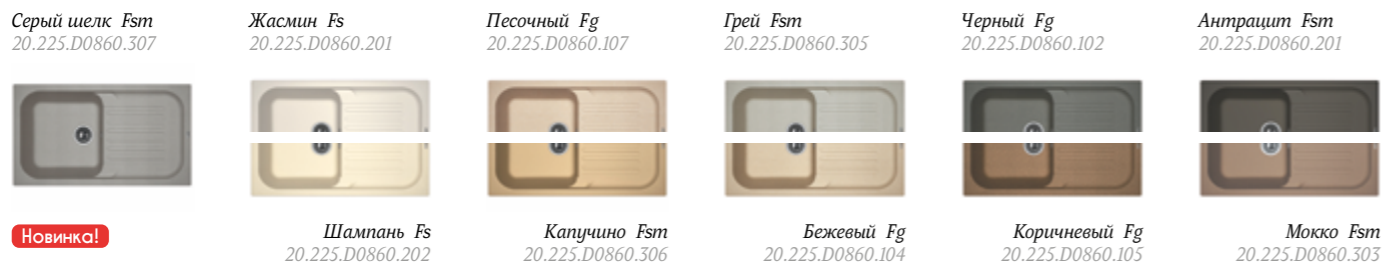 Серый шелк Fsm
20.225.D0860.307
Жасмин Fs
20.225.D0860.201
Песочный Fg
20.225.D0860.107
Грей Fsm
20.225.D0860.305
Черный Fg
20.225.D0860.102
Антрацит Fsm
20.225.D0860.201
Новинка!
Шампань Fs
20.225.D0860.202
Капучино Fsm
20.225.D0860.306
Бежевый Fg
20.225.D0860.104
Коричневый Fg
20.225.D0860.105
Мокко Fsm
20.225.D0860.303